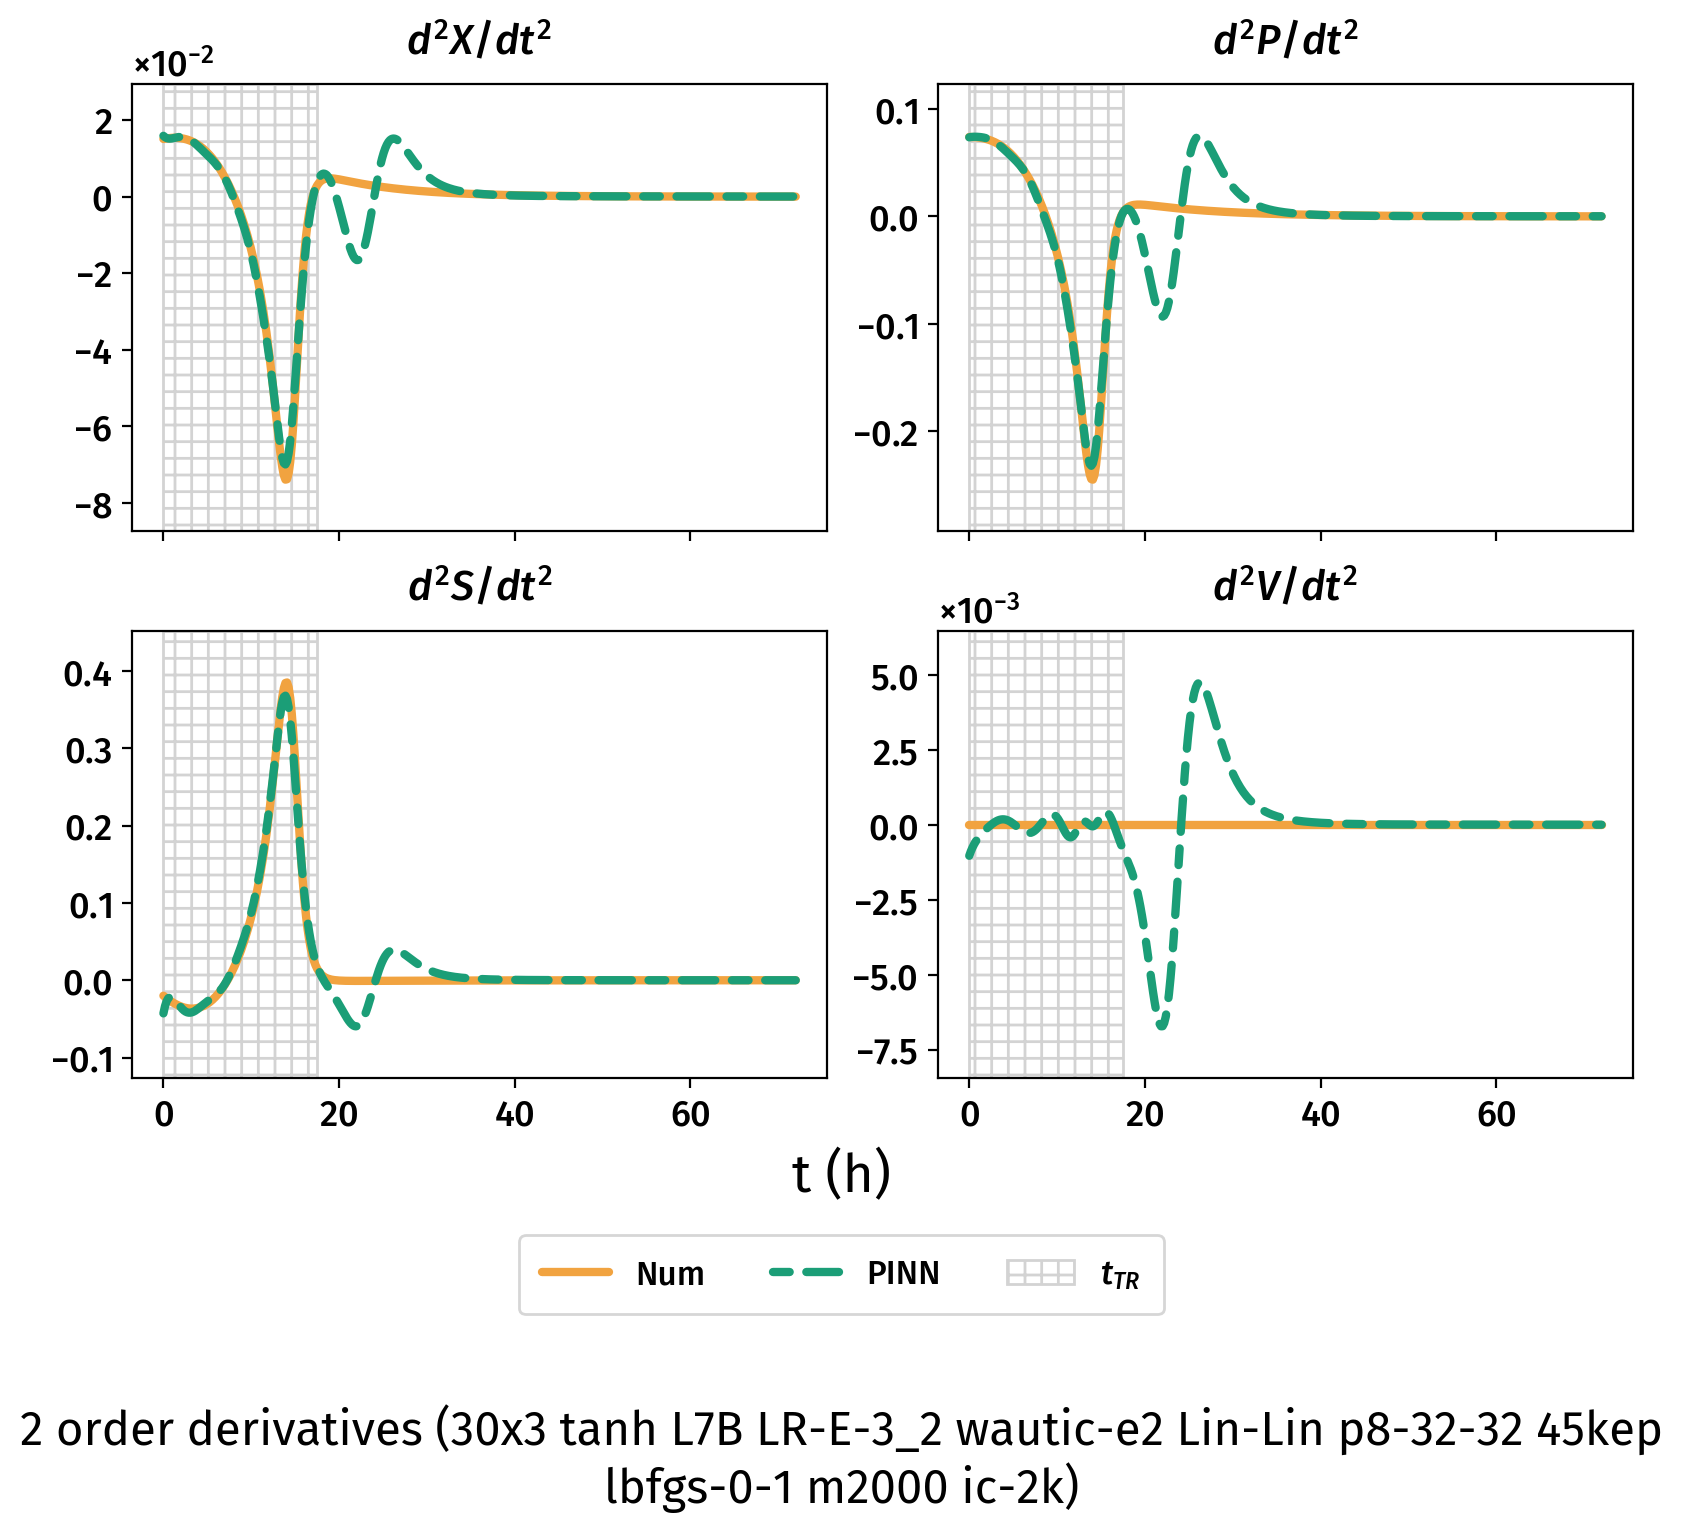 d²X/dt²
×10⁻²
2
0
−2
−4
−6
−8
d²P/dt²
0.1
0.0
−0.1
−0.2
d²S/dt²
0.4
0.3
0.2
0.1
0.0
−0.1
0 20 40 60
d²V/dt²
×10⁻³
5.0
2.5
0.0
−2.5
−5.0
−7.5
0 20 40 60
t (h)
Num PINN t_TR
2 order derivatives (30x3 tanh L7B LR-E-3_2 wautic-e2 Lin-Lin p8-32-32 45kep
lbfgs-0-1 m2000 ic-2k)